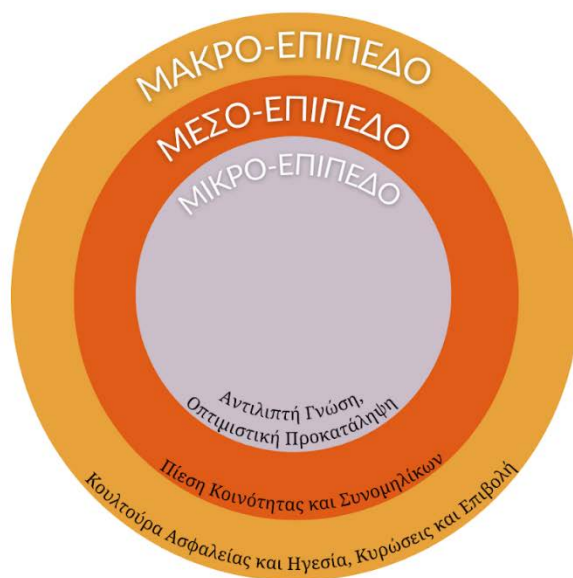 ΜΑΚΡΟ-ΕΠΙΠΕΔΟ
ΜΕΣΟ-ΕΠΙΠΕΔΟ
ΜΙΚΡΟ-ΕΠΙΠΕΔΟ
Αντιλιπτή Γνώση,
Οπτιμιστική Προκατάληψη
Πίεση Κοινότητας και Συνομηλίκων
Κουλτούρα Ασφαλείας και Ηγεσία, Κυρώσεις και Επιβολή